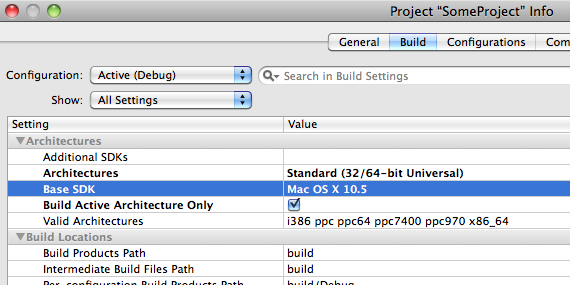 Project “SomeProject” Info
General Build Configurations
Configuration: Active (Debug) Search in Build Settings
Show: All Settings
Setting Value
Architectures
Additional SDKs
Architectures Standard (32/64-bit Universal)
Base SDK Mac OS X 10.5
Build Active Architecture Only
Valid Architectures i386 ppc ppc64 ppc7400 ppc970 x86_64
Build Locations
Build Products Path build
Intermediate Build Files Path build
Per-configuration Build Products Path build/Debug